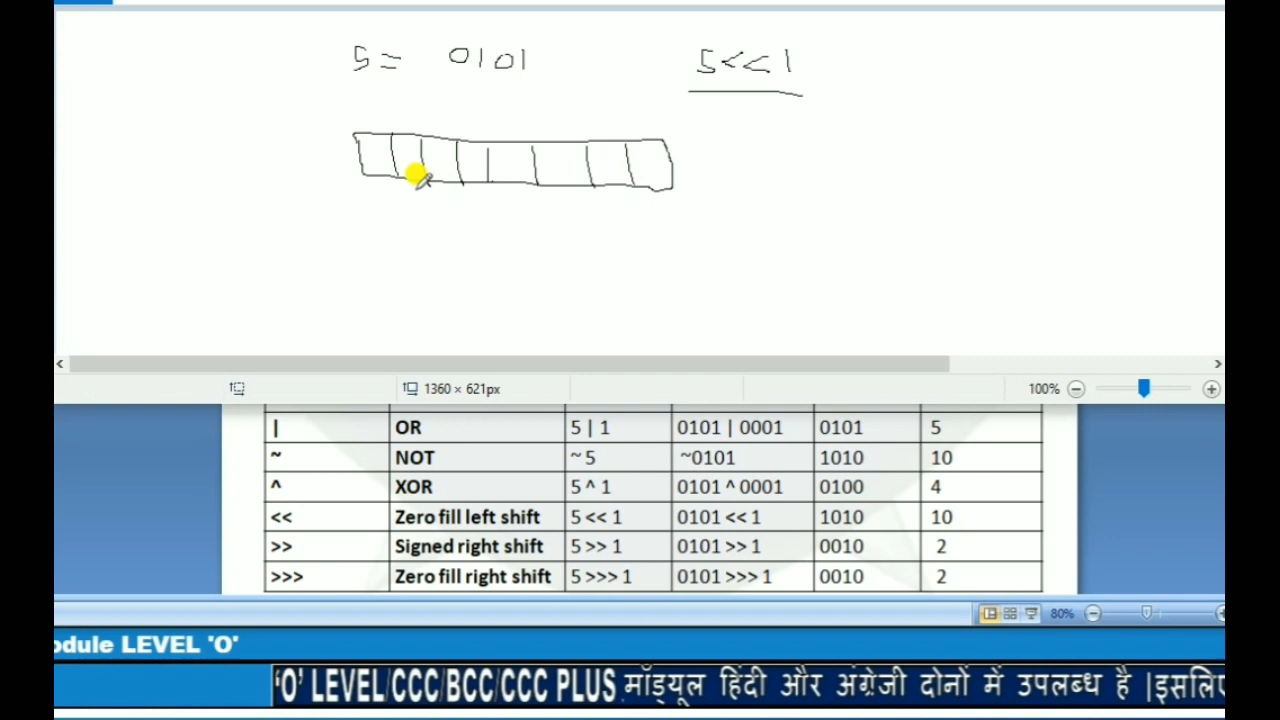 5 = 0101 5<<1
1360 × 621px 100%
| OR 5 | 1 0101 | 0001 0101 5
~ NOT ~ 5 ~0101 1010 10
^ XOR 5 ^ 1 0101 ^ 0001 0100 4
<< Zero fill left shift 5 << 1 0101 << 1 1010 10
>> Signed right shift 5 >> 1 0101 >> 1 0010 2
>>> Zero fill right shift 5 >>> 1 0101 >>> 1 0010 2
80%
odule LEVEL 'O'
‘O’ LEVEL/CCC/BCC/CCC PLUS मॉड्यूल हिंदी और अंग्रेजी दोनों में उपलब्ध है |इसलिए